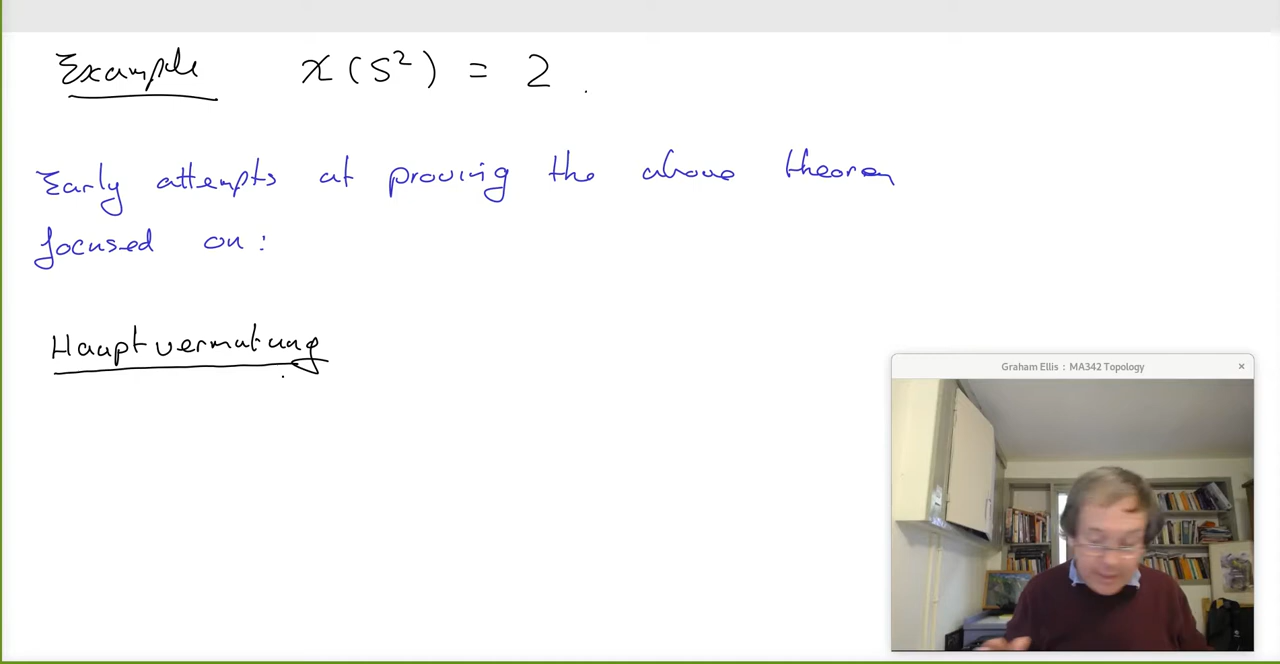 Example χ(S²) = 2.
Early attempts at proving the above theorem
focused on:
Hauptvermutung
Graham Ellis : MA342 Topology